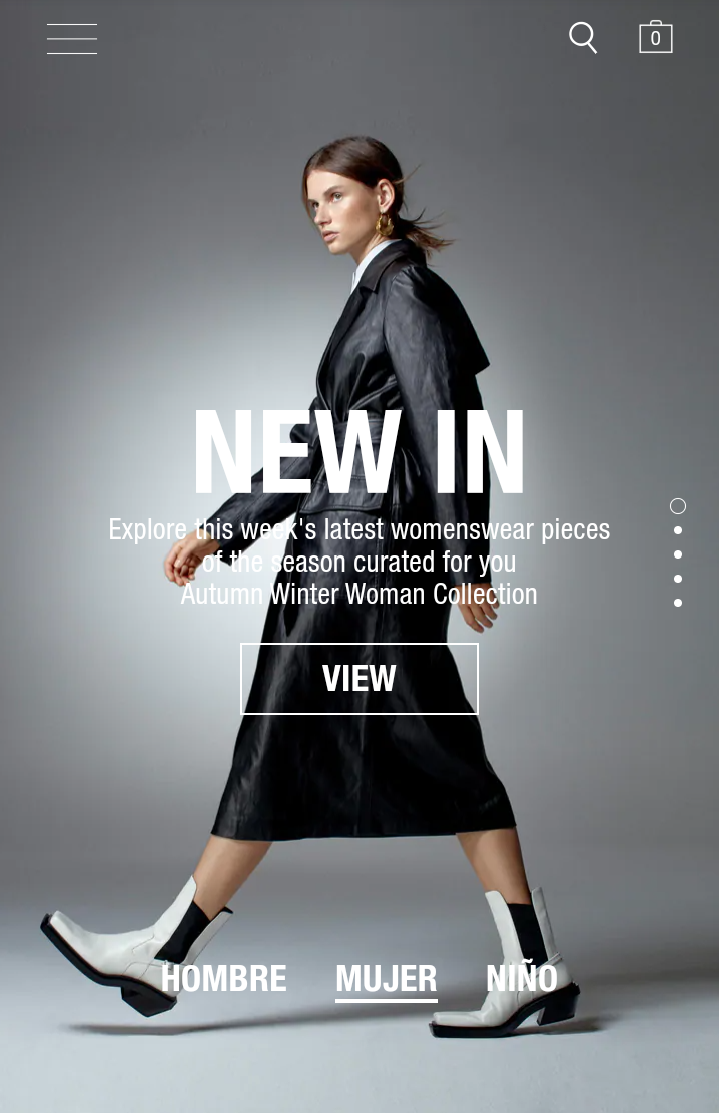 0
NEW IN
Explore this week's latest womenswear pieces
of the season curated for you
Autumn Winter Woman Collection
VIEW
HOMBRE MUJER NIÑO